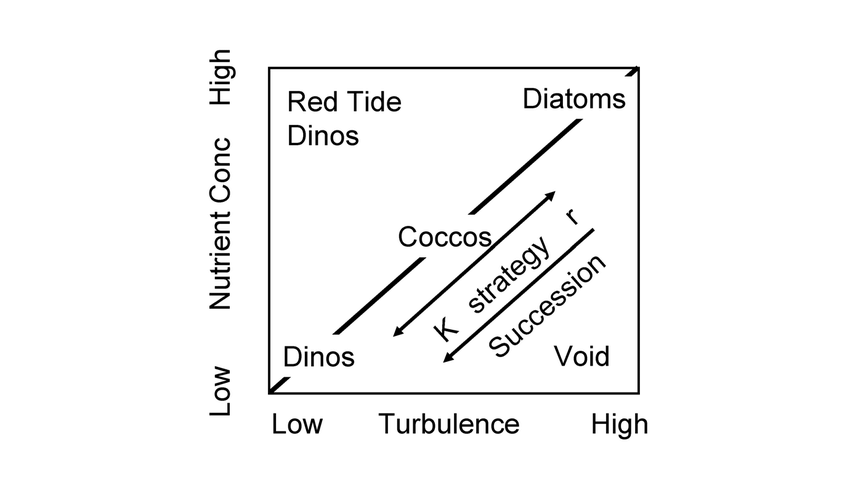 High
Nutrient Conc
Low
Red Tide
Dinos
Diatoms
Coccos
K strategy r
Succession
Dinos
Void
Low Turbulence High